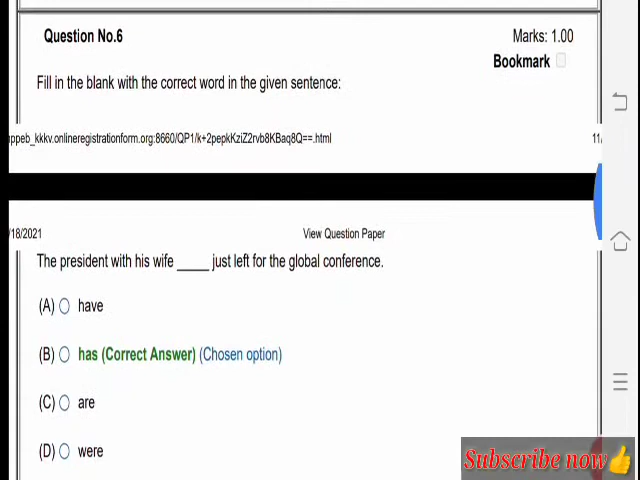 Question No.6
Marks: 1.00
Bookmark
Fill in the blank with the correct word in the given sentence:
ppeb_kkkv.onlineregistrationform.org:8660/QP1/k+2pepkKziZ2rvb8KBaq8Q==.html 11/
/18/2021 View Question Paper
The president with his wife _____ just left for the global conference.
(A) have
(B) has (Correct Answer) (Chosen option)
(C) are
(D) were
Subscribe now👍